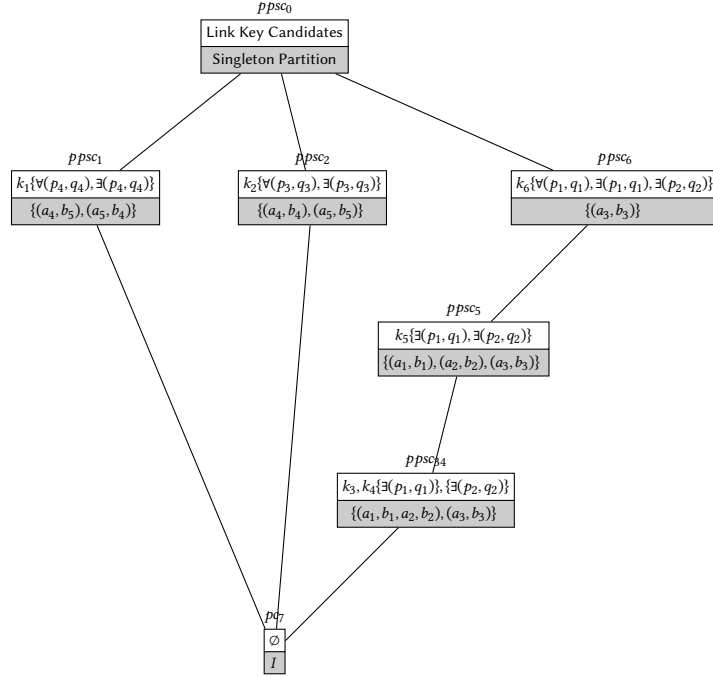 ppsc₀
Link Key Candidates
Singleton Partition
ppsc₁
ppsc₂
ppsc₆
k₁{∀(p₄, q₄), ∃(p₄, q₄)}
k₂{∀(p₃, q₃), ∃(p₃, q₃)}
k₆{∀(p₁, q₁), ∃(p₁, q₁), ∃(p₂, q₂)}
{(a₄, b₅), (a₅, b₄)}
{(a₄, b₄), (a₅, b₅)}
{(a₃, b₃)}
ppsc₅
k₅{∃(p₁, q₁), ∃(p₂, q₂)}
{(a₁, b₁), (a₂, b₂), (a₃, b₃)}
ppsc₃₄
k₃, k₄{∃(p₁, q₁)}, {∃(p₂, q₂)}
{(a₁, b₁, a₂, b₂), (a₃, b₃)}
pc₇
∅
I